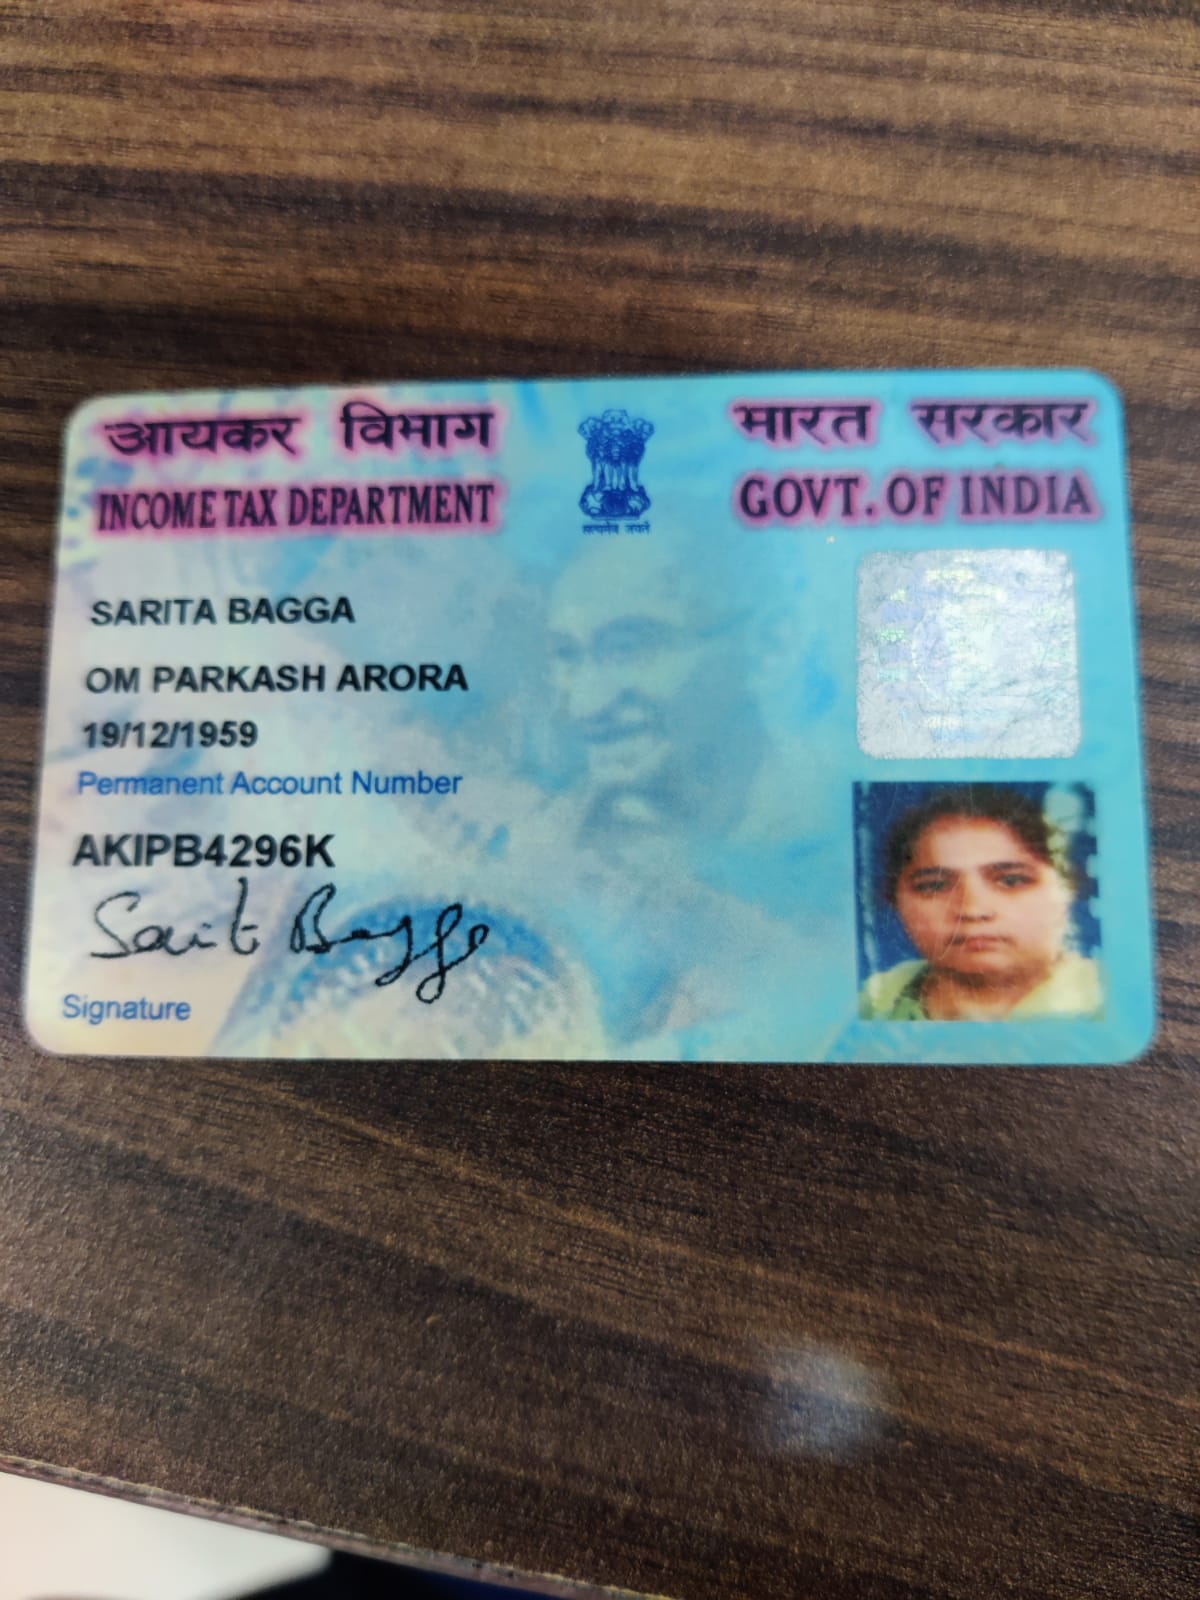 आयकर विभाग
INCOME TAX DEPARTMENT
भारत सरकार
GOVT. OF INDIA
सत्यमेव जयते
SARITA BAGGA
OM PARKASH ARORA
19/12/1959
Permanent Account Number
AKIPB4296K
Sarita Bagga
Signature